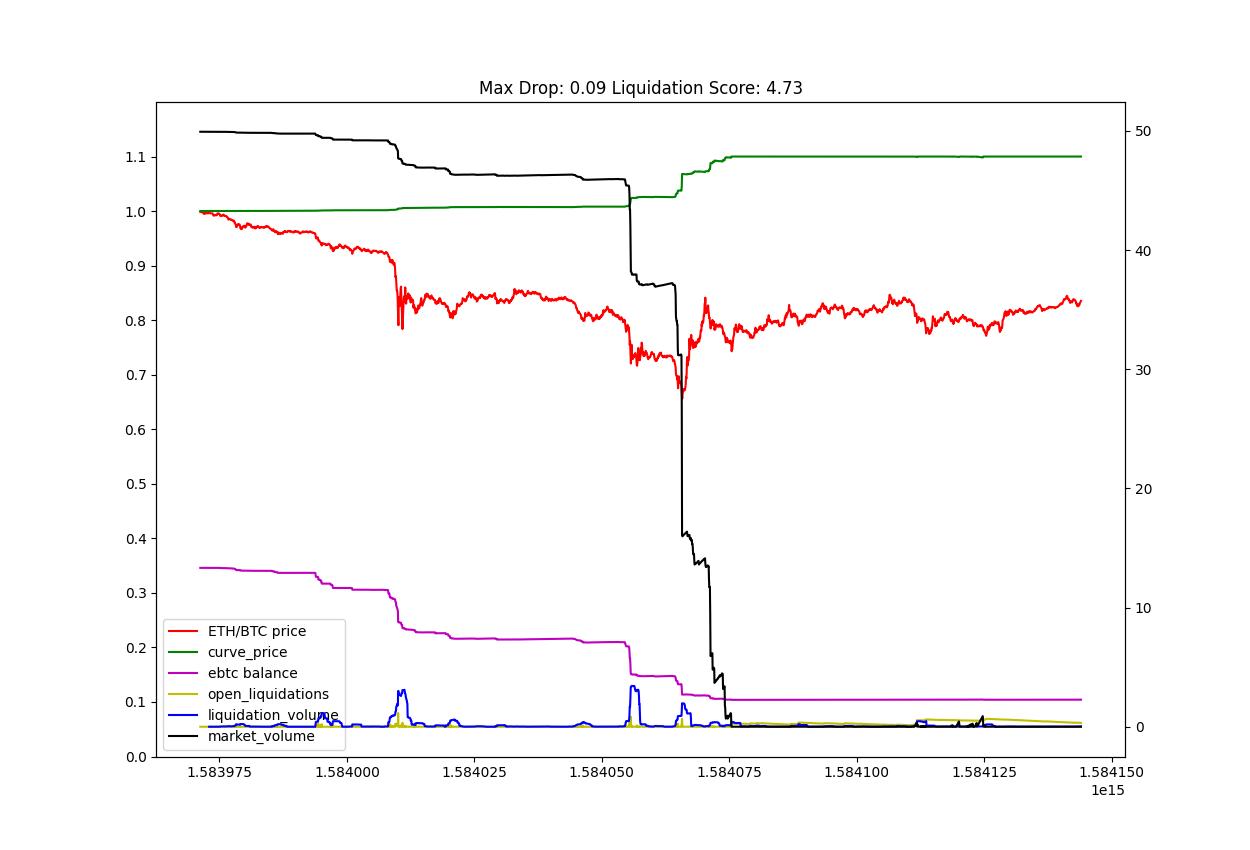 Max Drop: 0.09 Liquidation Score: 4.73
1.1
1.0
0.9
0.8
0.7
0.6
0.5
0.4
0.3
0.2
0.1
0.0
50
40
30
20
10
0
ETH/BTC price
curve_price
ebtc balance
open_liquidations
liquidation_volume
market_volume
1.583975 1.584000 1.584025 1.584050 1.584075 1.584100 1.584125 1.584150
1e15